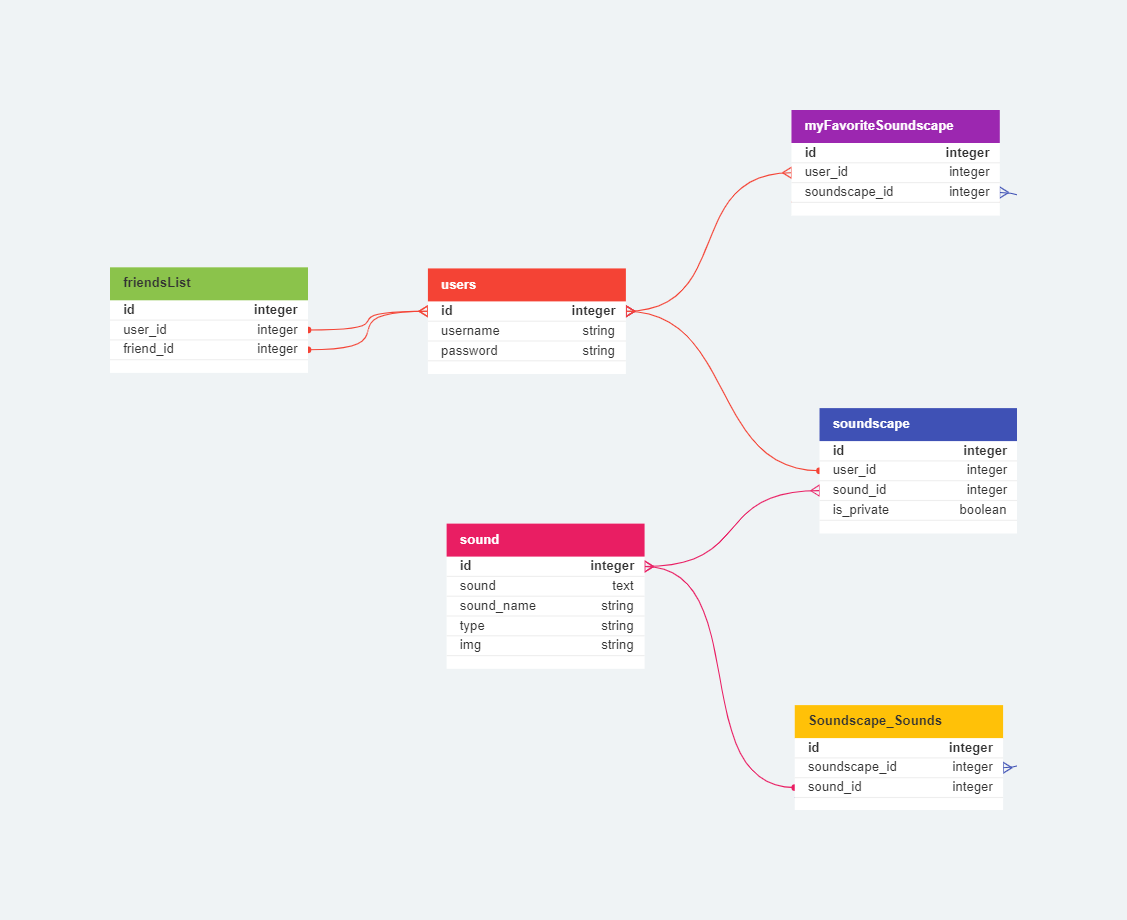 myFavoriteSoundscape
id integer
user_id integer
soundscape_id integer
friendsList
id integer
user_id integer
friend_id integer
users
id integer
username string
password string
soundscape
id integer
user_id integer
sound_id integer
is_private boolean
sound
id integer
sound text
sound_name string
type string
img string
Soundscape_Sounds
id integer
soundscape_id integer
sound_id integer